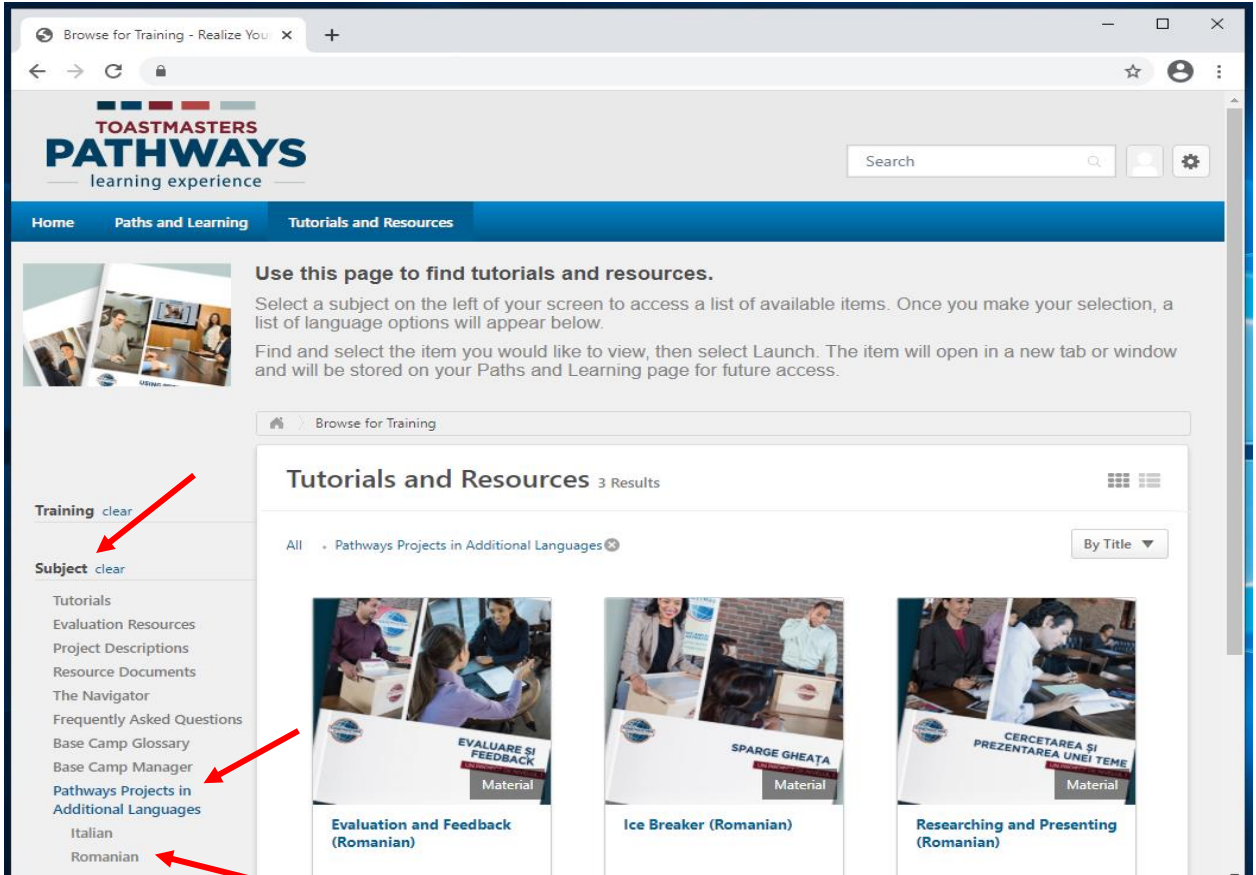 Browse for Training - Realize You
TOASTMASTERS
PATHWAYS
learning experience
Search
Home Paths and Learning Tutorials and Resources
Use this page to find tutorials and resources.
Select a subject on the left of your screen to access a list of available items. Once you make your selection, a
list of language options will appear below.
Find and select the item you would like to view, then select Launch. The item will open in a new tab or window
and will be stored on your Paths and Learning page for future access.
Browse for Training
Training clear
Subject clear
Tutorials
Evaluation Resources
Project Descriptions
Resource Documents
The Navigator
Frequently Asked Questions
Base Camp Glossary
Base Camp Manager
Pathways Projects in
Additional Languages
Italian
Romanian
Tutorials and Resources 3 Results
All • Pathways Projects in Additional Languages
By Title
EVALUARE ȘI
FEEDBACK
Material
Evaluation and Feedback
(Romanian)
SPARGE GHEAȚA
Material
Ice Breaker (Romanian)
CERCETAREA ȘI
PREZENTAREA UNEI TEME
Material
Researching and Presenting
(Romanian)